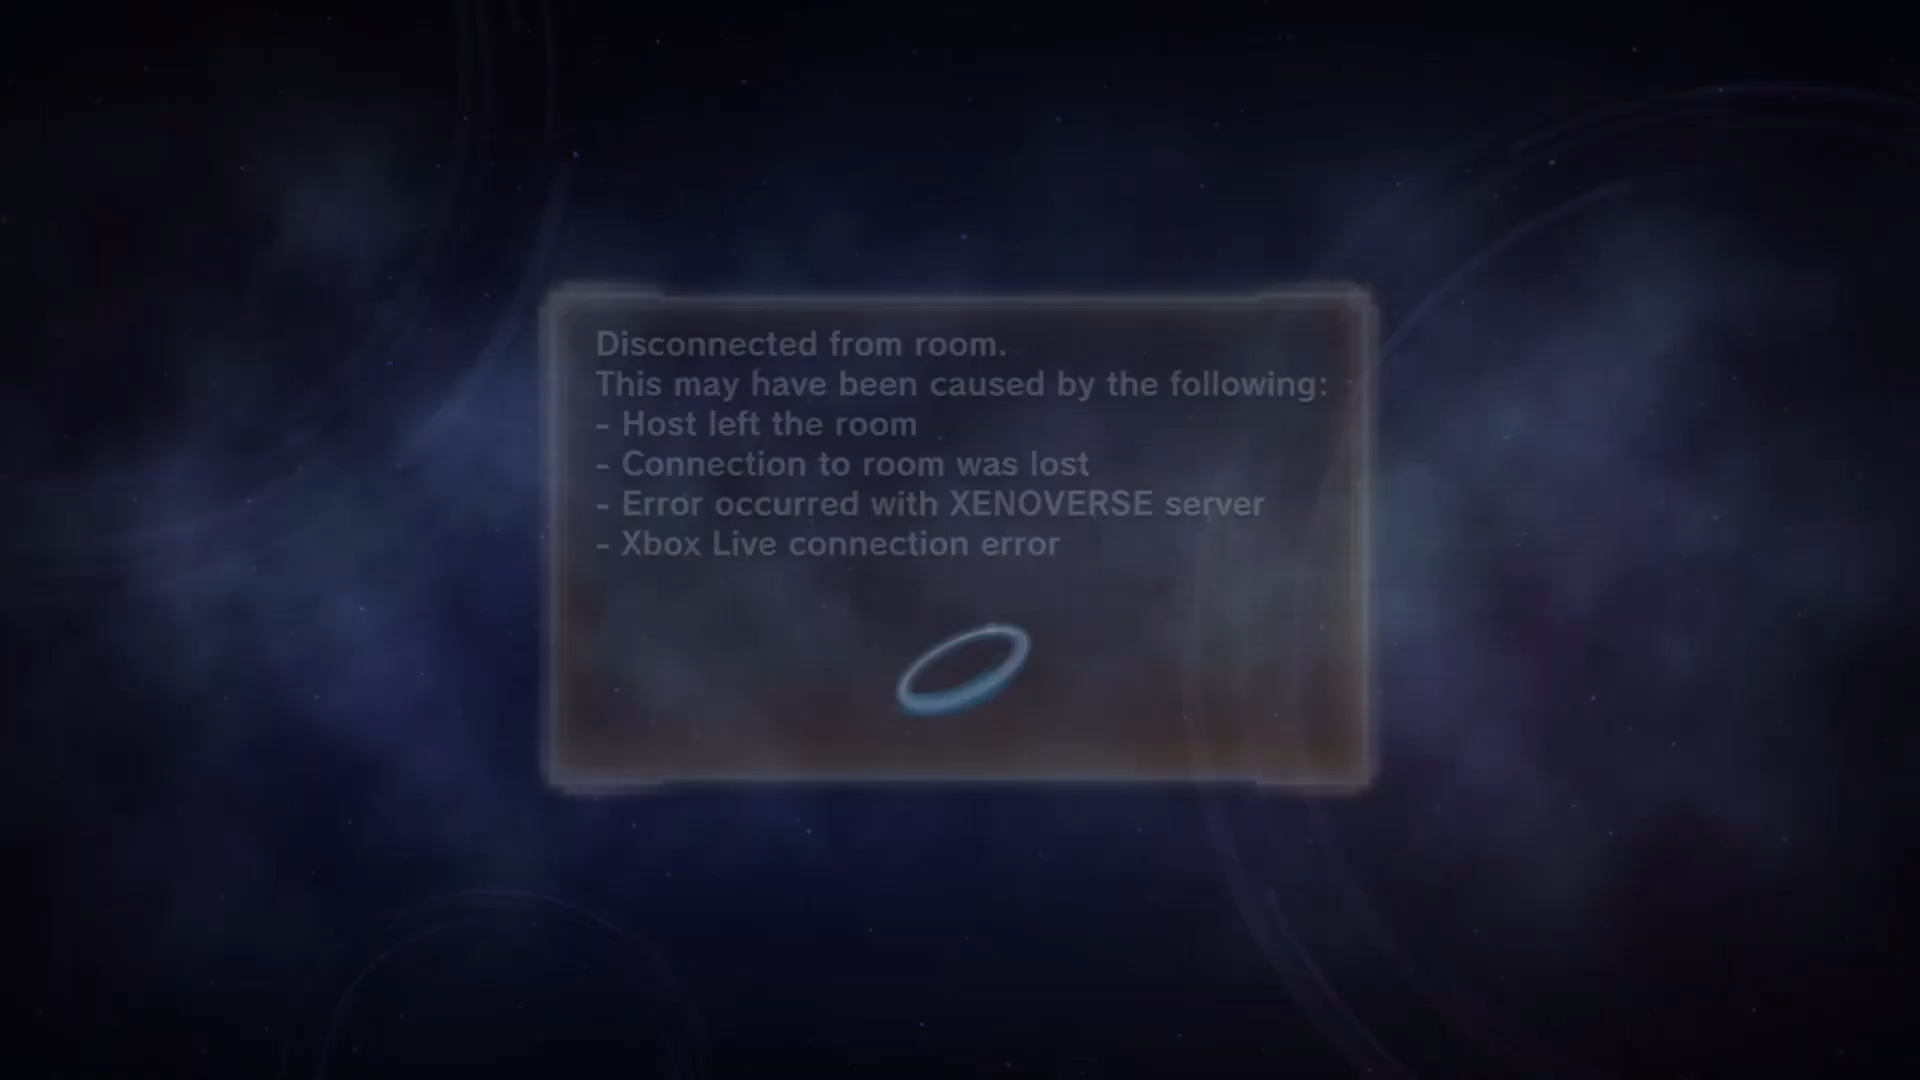 Disconnected from room.
This may have been caused by the following:
- Host left the room
- Connection to room was lost
- Error occurred with XENOVERSE server
- Xbox Live connection error